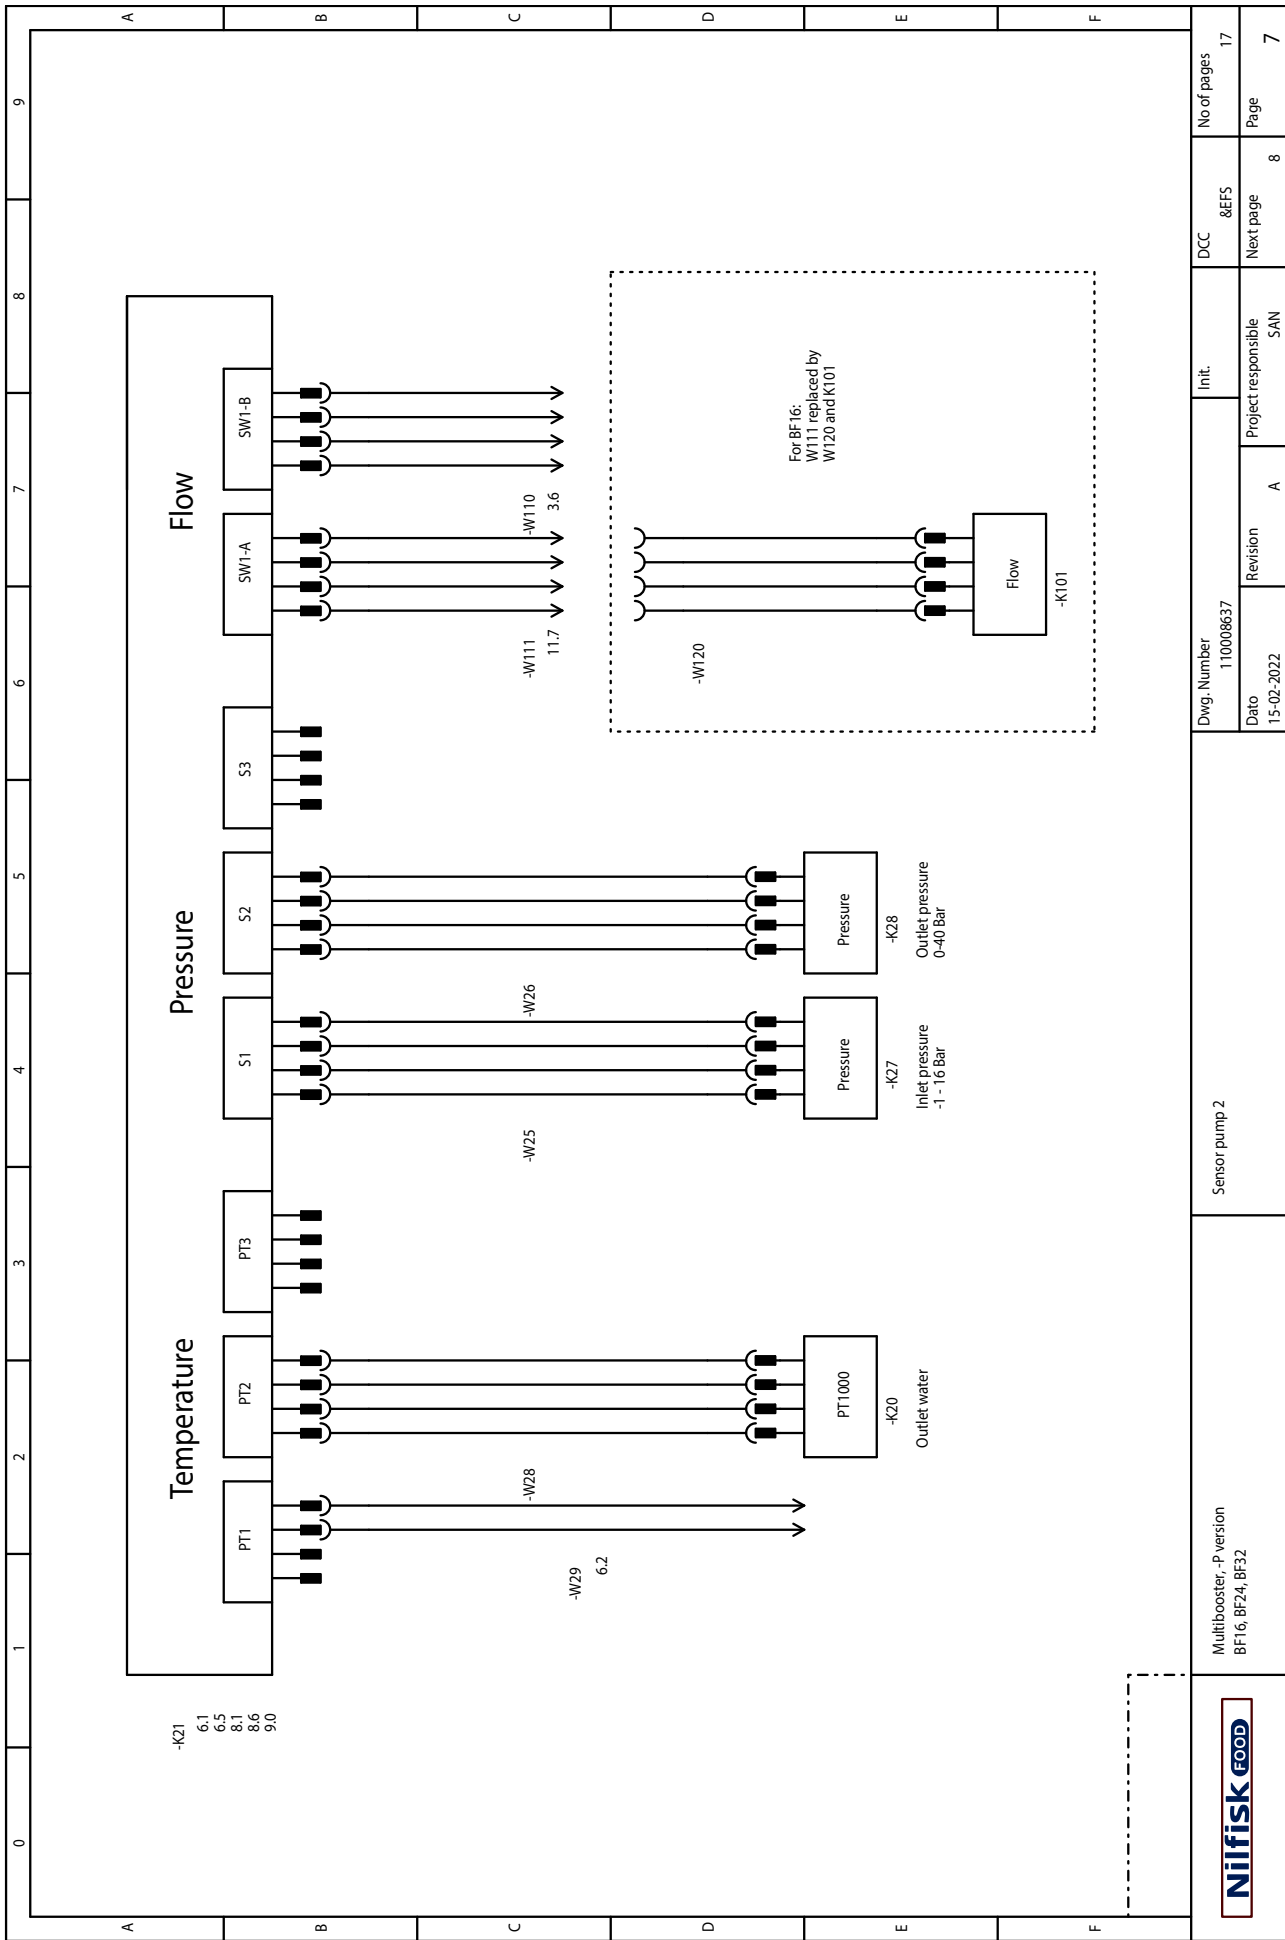 0 1 2 3 4 5 6 7 8 9
A
A
B
B
C
C
D
D
E
E
F
F
-K21
6.1
6.5
8.1
8.6
9.0
Temperature
Pressure
Flow
PT1
PT2
PT3
S1
S2
S3
SW1-A
SW1-B
-W29
6.2
-W28
-W25
-W26
-W111
11.7
-W110
3.6
-W120
For BF16:
W111 replaced by
W120 and K101
PT1000
-K20
Outlet water
Pressure
-K27
Inlet pressure
-1 - 16 Bar
Pressure
-K28
Outlet pressure
0-40 Bar
Flow
-K101
Nilfisk FOOD
Multibooster, -P version
BF16, BF24, BF32
Sensor pump 2
Dwg. Number
110008637
Init.
DCC
&EFS
No of pages
17
Dato
15-02-2022
Revision
A
Project responsible
SAN
Next page
8
Page
7